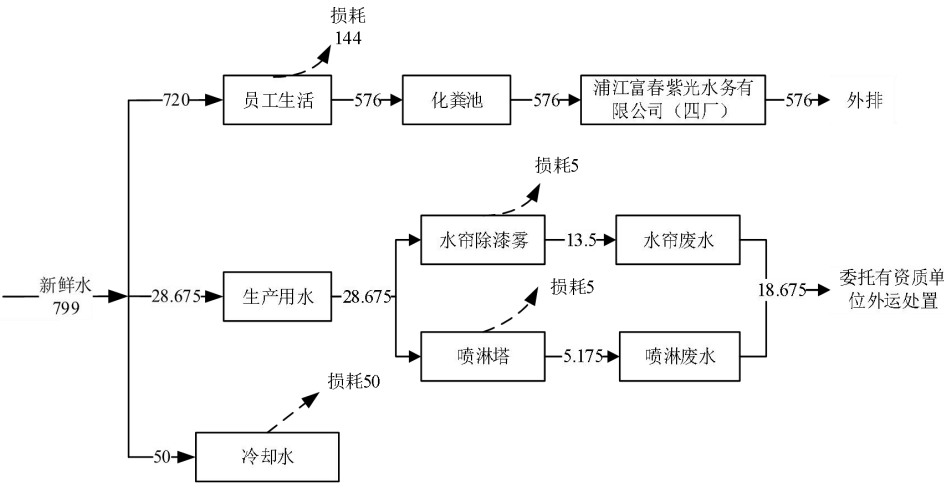 损耗
144
720
员工生活
576
化粪池
576
浦江富春紫光水务有
限公司（四厂）
576
外排
损耗5
水帘除漆雾
13.5
水帘废水
新鲜水
799
28.675
生产用水
28.675
损耗5
18.675
委托有资质单
位外运处置
喷淋塔
5.175
喷淋废水
损耗50
50
冷却水